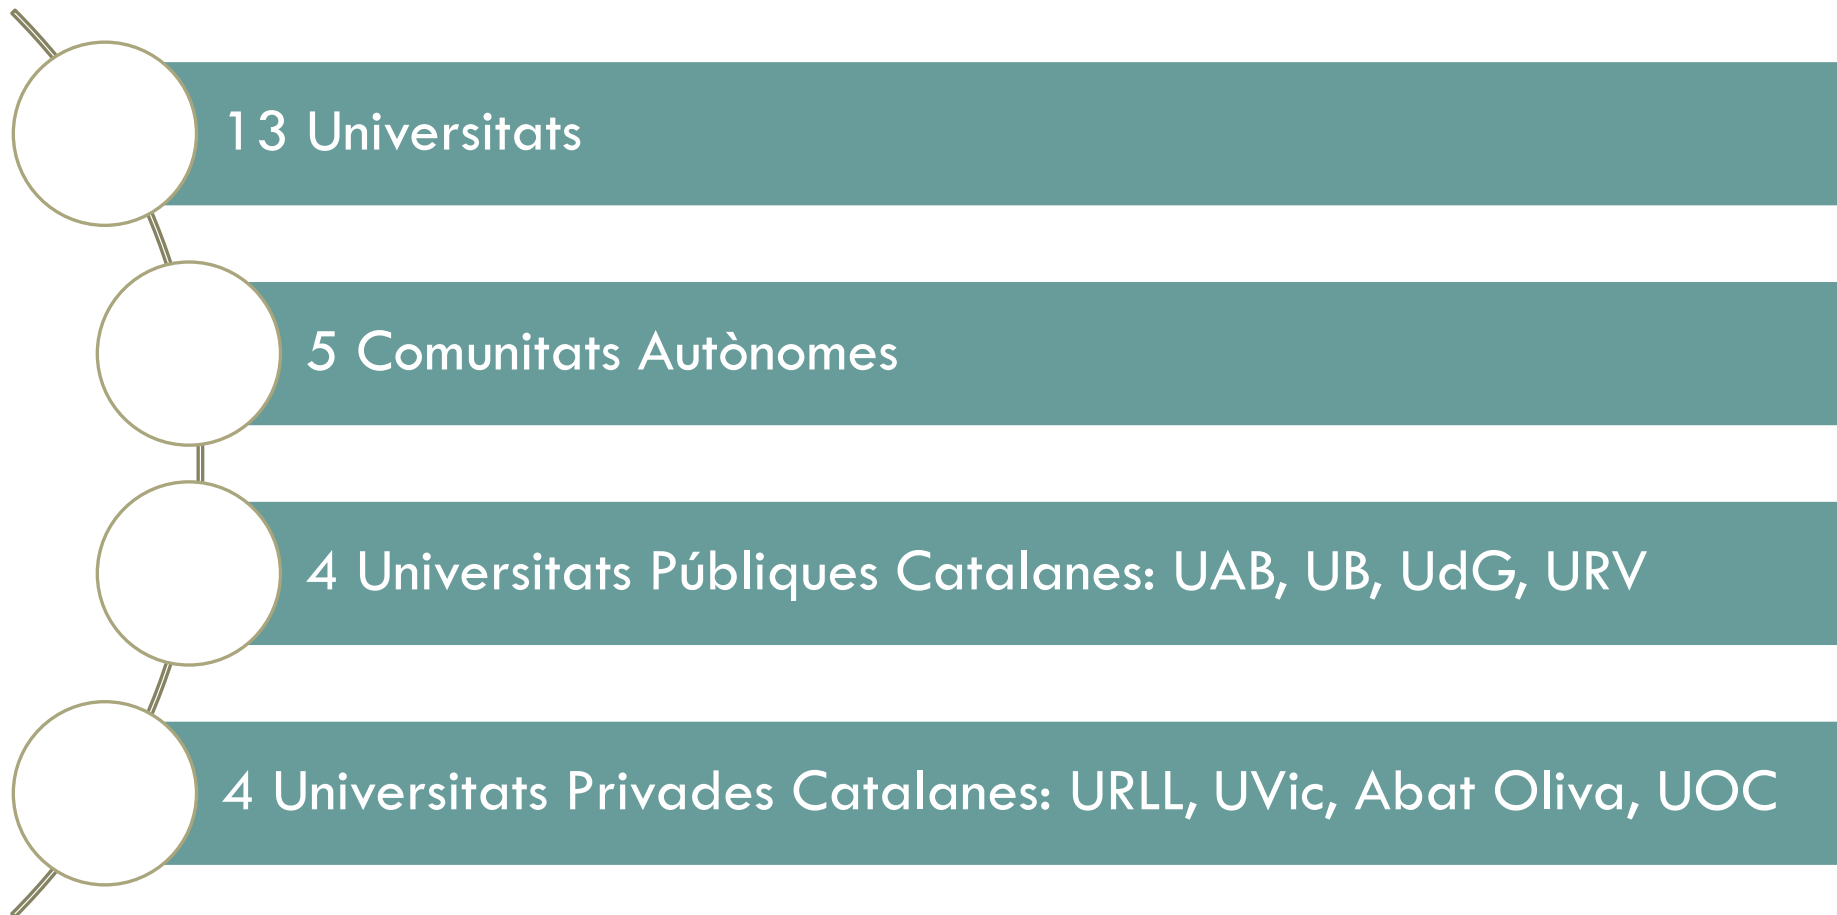 13 Universitats
5 Comunitats Autònomes
4 Universitats Públiques Catalanes: UAB, UB, UdG, URV
4 Universitats Privades Catalanes: URLL, UVic, Abat Oliva, UOC